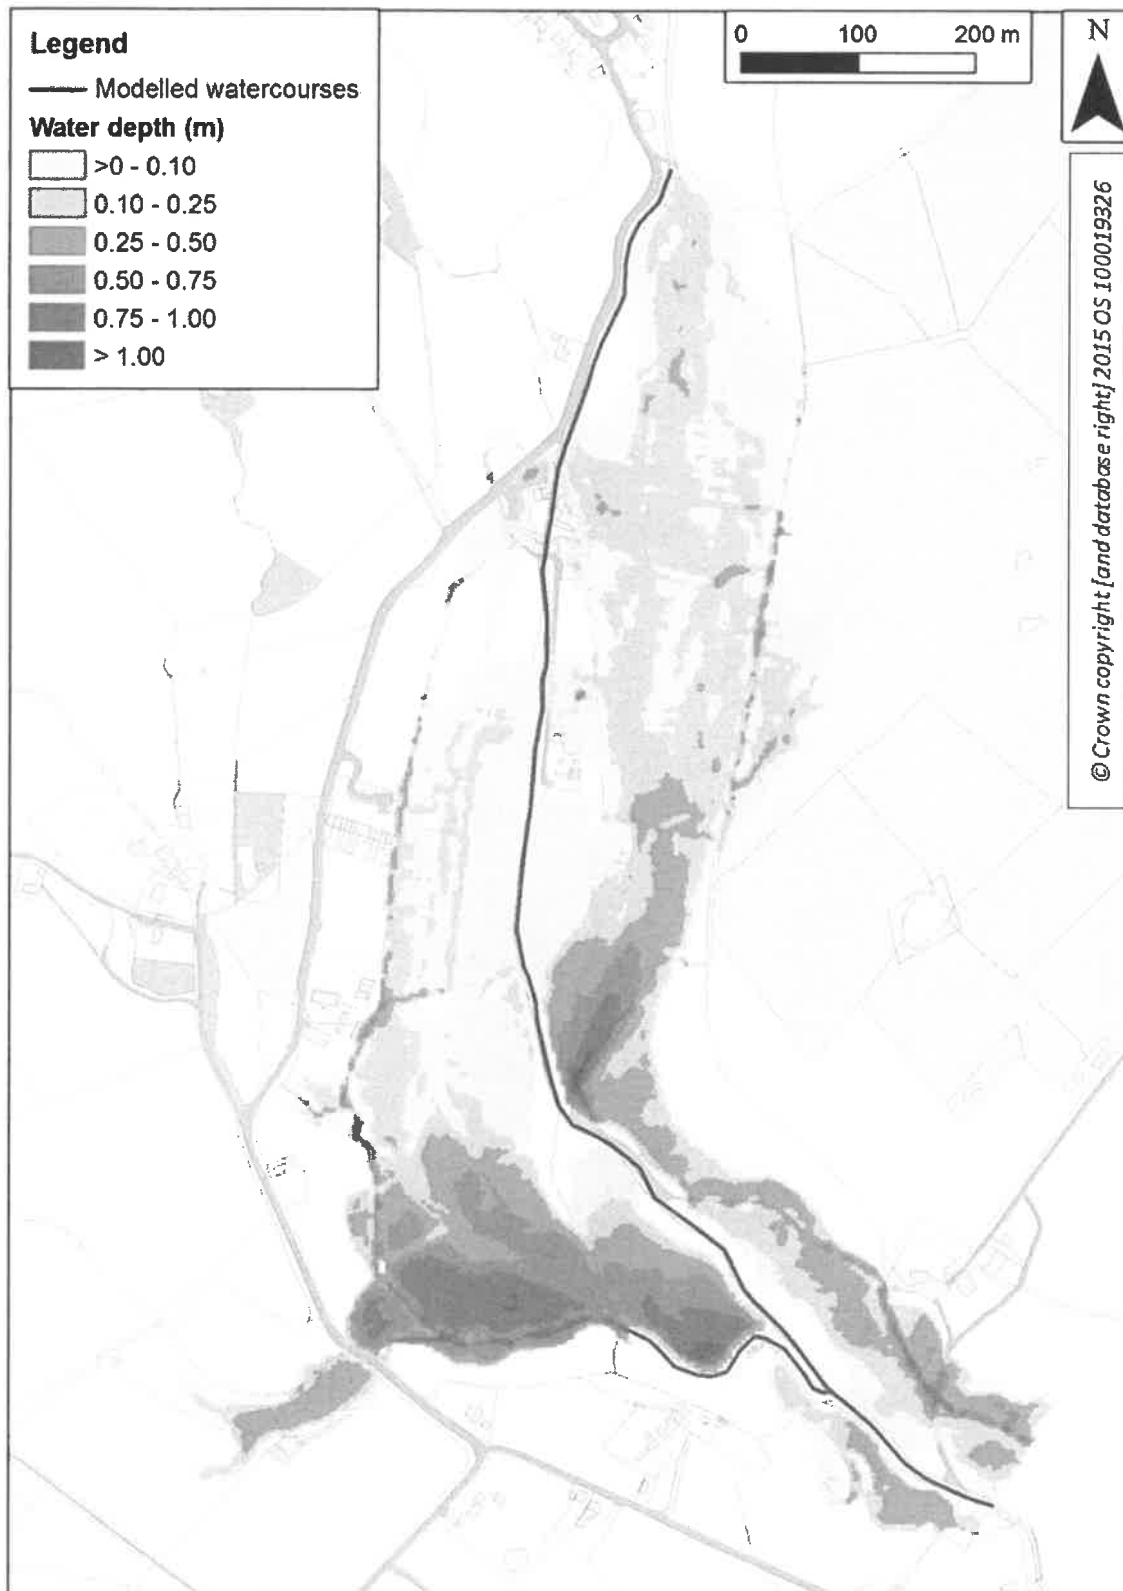 Legend
Modelled watercourses
Water depth (m)
>0 - 0.10
0.10 - 0.25
0.25 - 0.50
0.50 - 0.75
0.75 - 1.00
> 1.00
0 100 200 m
N
© Crown copyright [and database right] 2015 OS 100019326